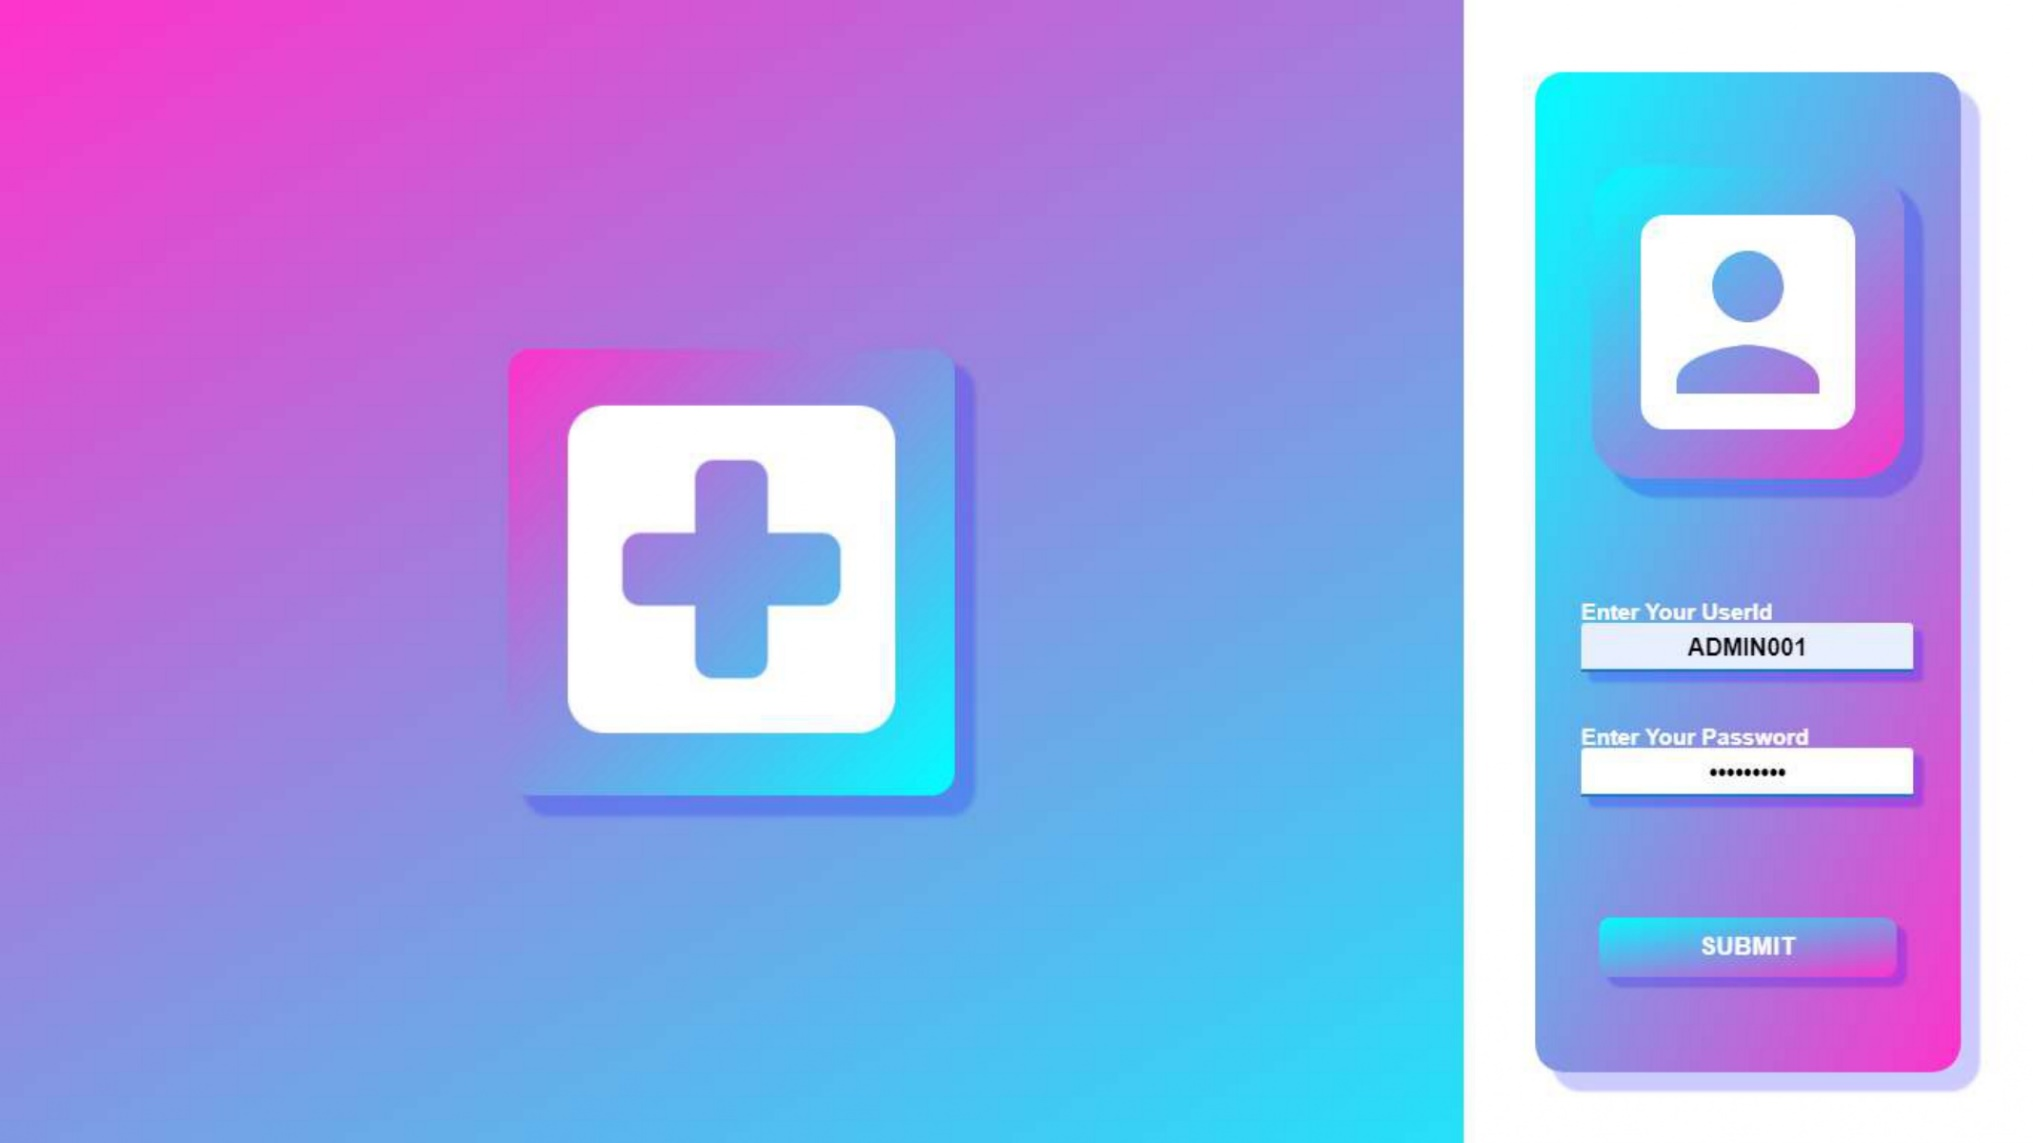 Enter Your UserId
ADMIN001
Enter Your Password
•••••••••
SUBMIT